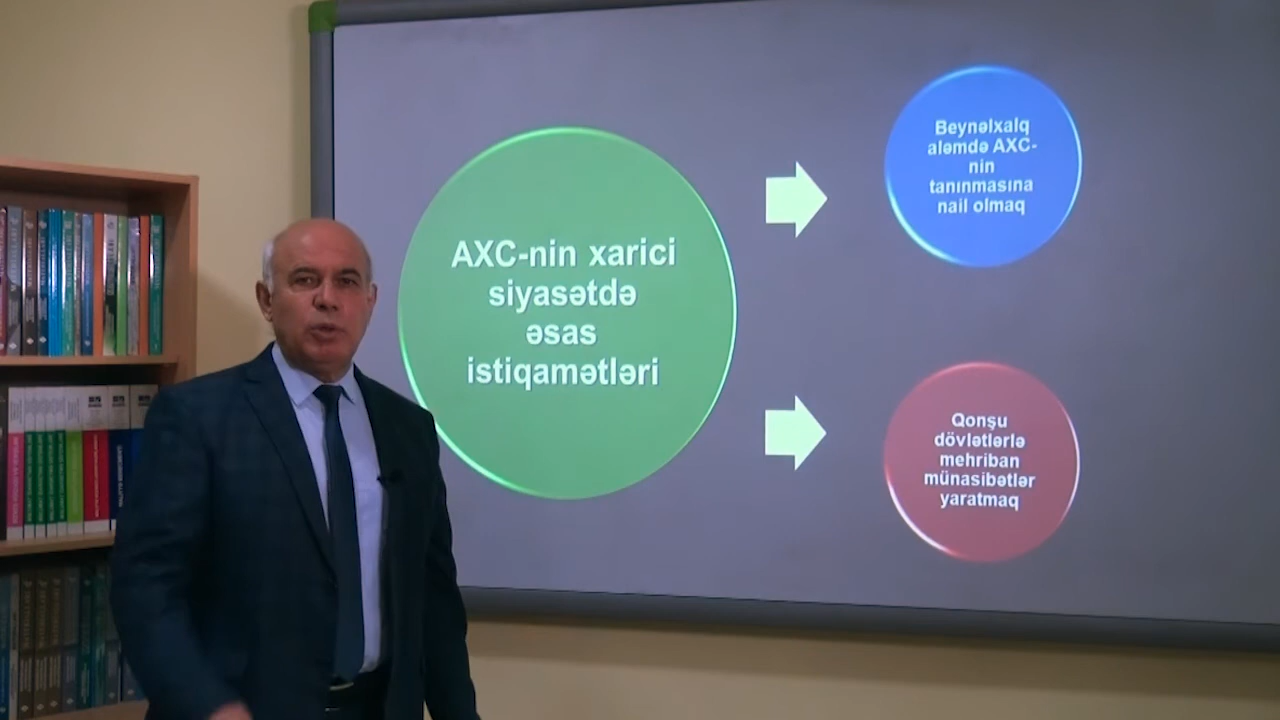 AXC-nin xarici
siyasətdə
əsas
istiqamətləri
Beynəlxalq
aləmdə AXC-
nin
tanınmasına
nail olmaq
Qonşu
dövlətlərlə
mehriban
münasibətlər
yaratmaq